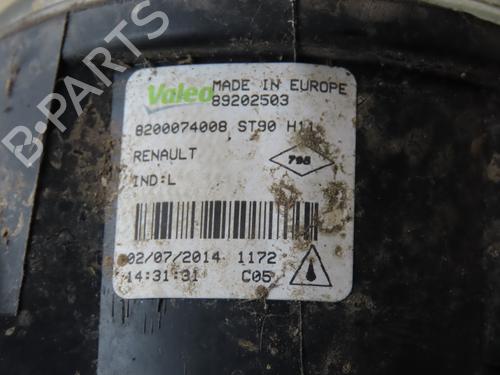 Valeo MADE IN EUROPE
89202503
8200074008 ST90 H11
RENAULT
796
IND:L
02/07/2014 1172
14:31:31 C05
B-PARTS